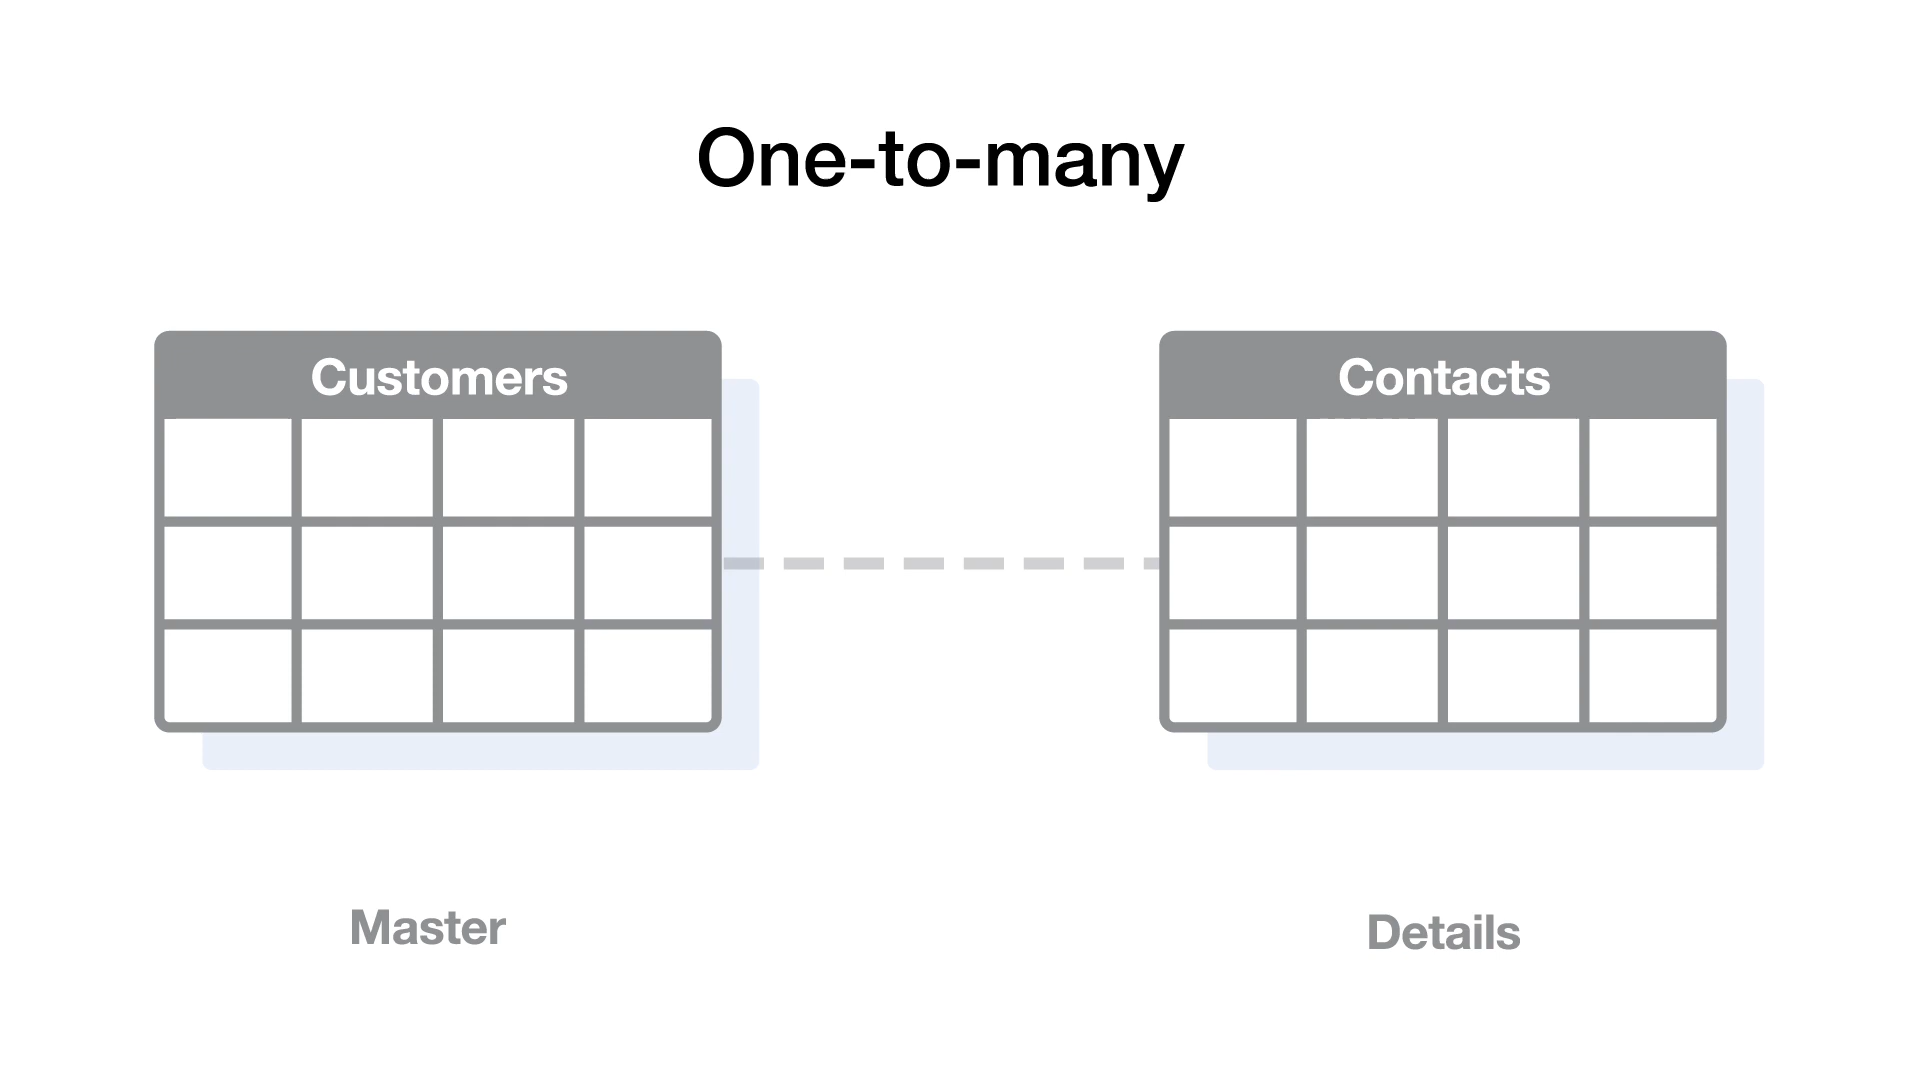 One-to-many
Customers
Contacts
Master
Details